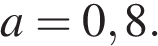 a = 0,8.